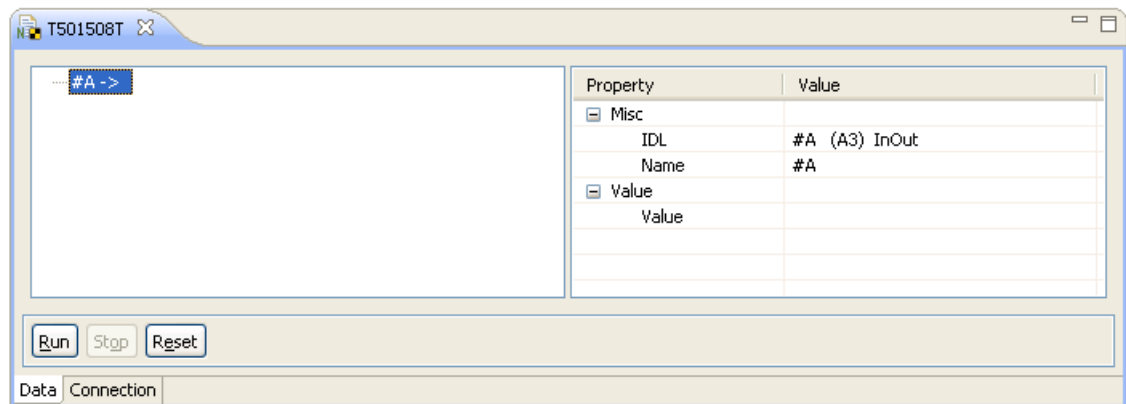 T501508T
#A ->
Property Value
Misc
IDL #A (A3) InOut
Name #A
Value
Value
Run Stop Reset
Data Connection